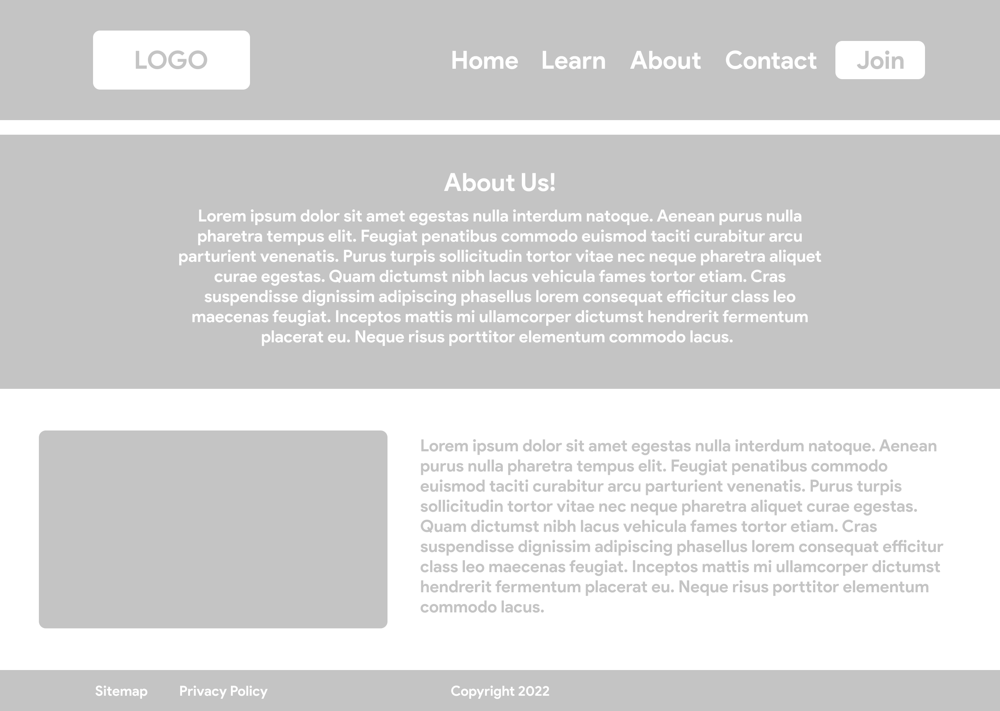 LOGO
Home Learn About Contact Join
About Us!
Lorem ipsum dolor sit amet egestas nulla interdum natoque. Aenean purus nulla
pharetra tempus elit. Feugiat penatibus commodo euismod taciti curabitur arcu
parturient venenatis. Purus turpis sollicitudin tortor vitae nec neque pharetra aliquet
curae egestas. Quam dictumst nibh lacus vehicula fames tortor etiam. Cras
suspendisse dignissim adipiscing phasellus lorem consequat efficitur class leo
maecenas feugiat. Inceptos mattis mi ullamcorper dictumst hendrerit fermentum
placerat eu. Neque risus porttitor elementum commodo lacus.
Lorem ipsum dolor sit amet egestas nulla interdum natoque. Aenean
purus nulla pharetra tempus elit. Feugiat penatibus commodo
euismod taciti curabitur arcu parturient venenatis. Purus turpis
sollicitudin tortor vitae nec neque pharetra aliquet curae egestas.
Quam dictumst nibh lacus vehicula fames tortor etiam. Cras
suspendisse dignissim adipiscing phasellus lorem consequat efficitur
class leo maecenas feugiat. Inceptos mattis mi ullamcorper dictumst
hendrerit fermentum placerat eu. Neque risus porttitor elementum
commodo lacus.
Sitemap Privacy Policy Copyright 2022